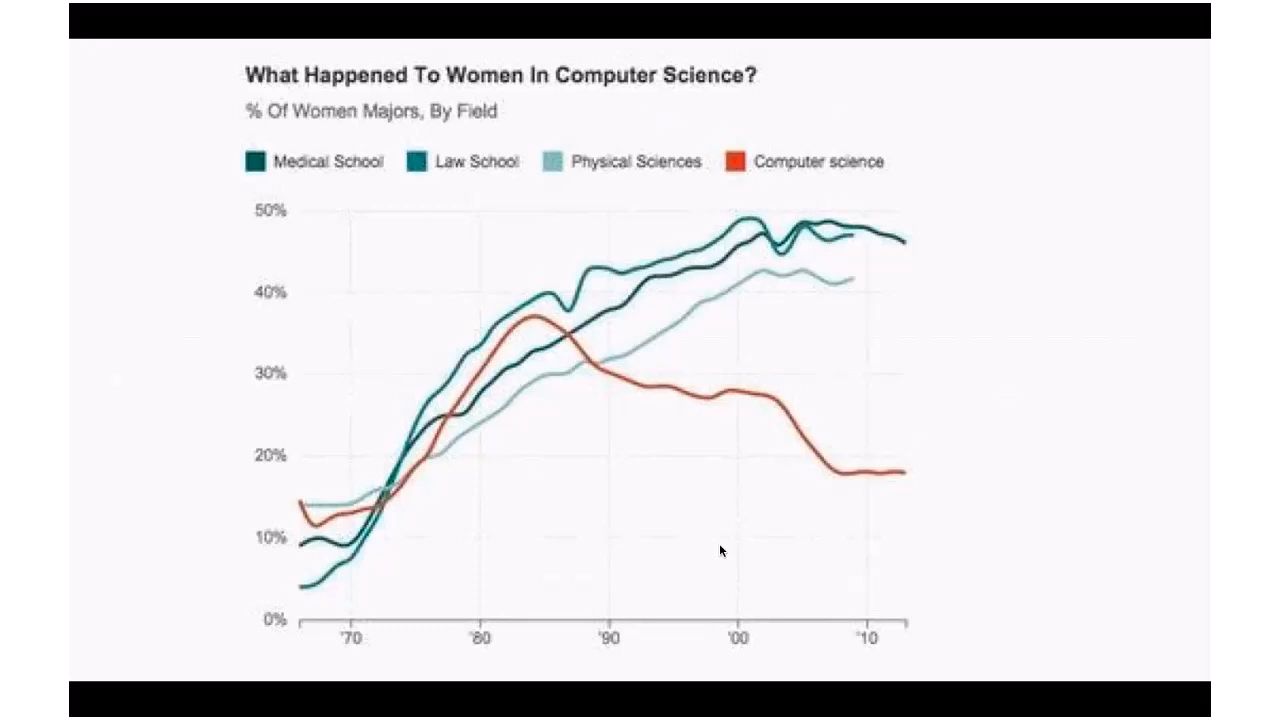 What Happened To Women In Computer Science?
% Of Women Majors, By Field
Medical School Law School Physical Sciences Computer science
50%
40%
30%
20%
10%
0%
'70 '80 '90 '00 '10